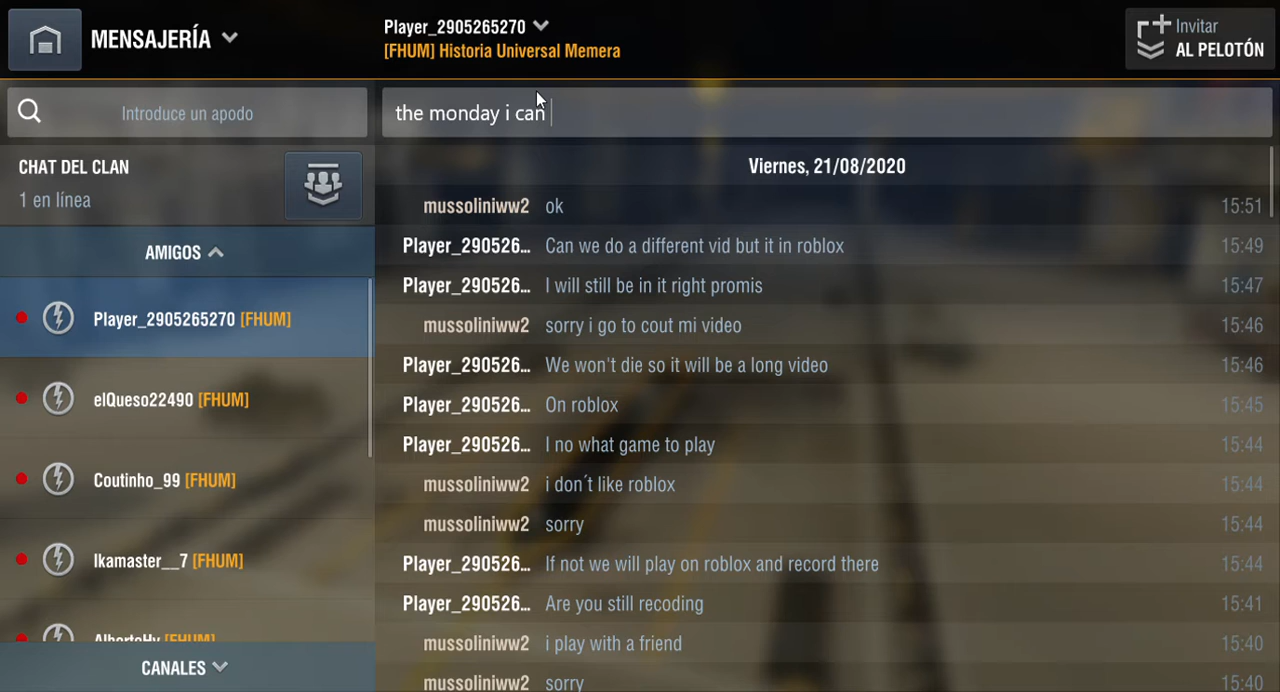 MENSAJERÍA
Player_2905265270
[FHUM] Historia Universal Memera
Invitar
AL PELOTÓN
Introduce un apodo
the monday i can
CHAT DEL CLAN
1 en línea
AMIGOS
Player_2905265270 [FHUM]
elQueso22490 [FHUM]
Coutinho_99 [FHUM]
Ikamaster__7 [FHUM]
AlbertoHy [FHUM]
CANALES
Viernes, 21/08/2020
mussoliniww2 ok 15:51
Player_290526... Can we do a different vid but it in roblox 15:49
Player_290526... I will still be in it right promis 15:47
mussoliniww2 sorry i go to cout mi video 15:46
Player_290526... We won't die so it will be a long video 15:46
Player_290526... On roblox 15:45
Player_290526... I no what game to play 15:44
mussoliniww2 i don´t like roblox 15:44
mussoliniww2 sorry 15:44
Player_290526... If not we will play on roblox and record there 15:44
Player_290526... Are you still recoding 15:41
mussoliniww2 i play with a friend 15:40
mussoliniww2 sorry 15:40